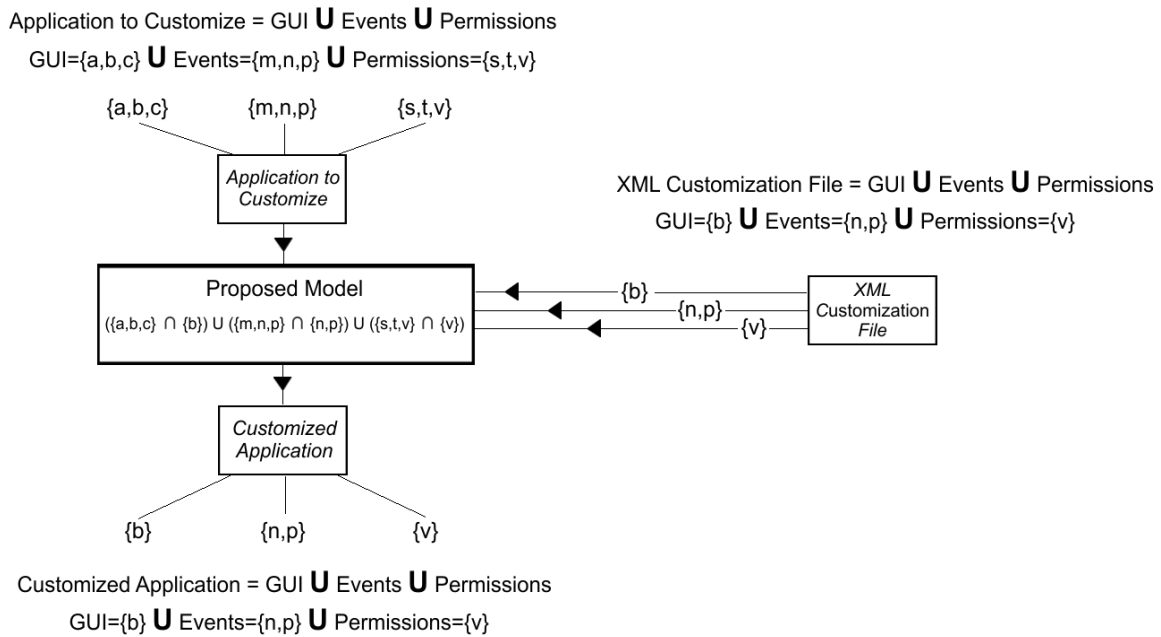 Application to Customize = GUI U Events U Permissions
GUI={a,b,c} U Events={m,n,p} U Permissions={s,t,v}
{a,b,c} {m,n,p} {s,t,v}
Application to
Customize
XML Customization File = GUI U Events U Permissions
GUI={b} U Events={n,p} U Permissions={v}
Proposed Model
({a,b,c} ∩ {b}) U ({m,n,p} ∩ {n,p}) U ({s,t,v} ∩ {v})
{b}
{n,p}
{v}
XML
Customization
File
Customized
Application
{b} {n,p} {v}
Customized Application = GUI U Events U Permissions
GUI={b} U Events={n,p} U Permissions={v}